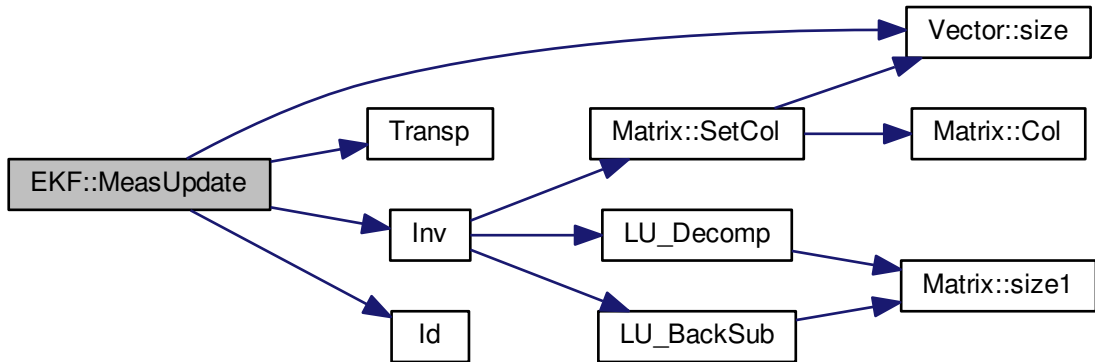 EKF::MeasUpdate
Vector::size
Transp
Inv
Id
Matrix::SetCol
LU_Decomp
LU_BackSub
Matrix::Col
Matrix::size1